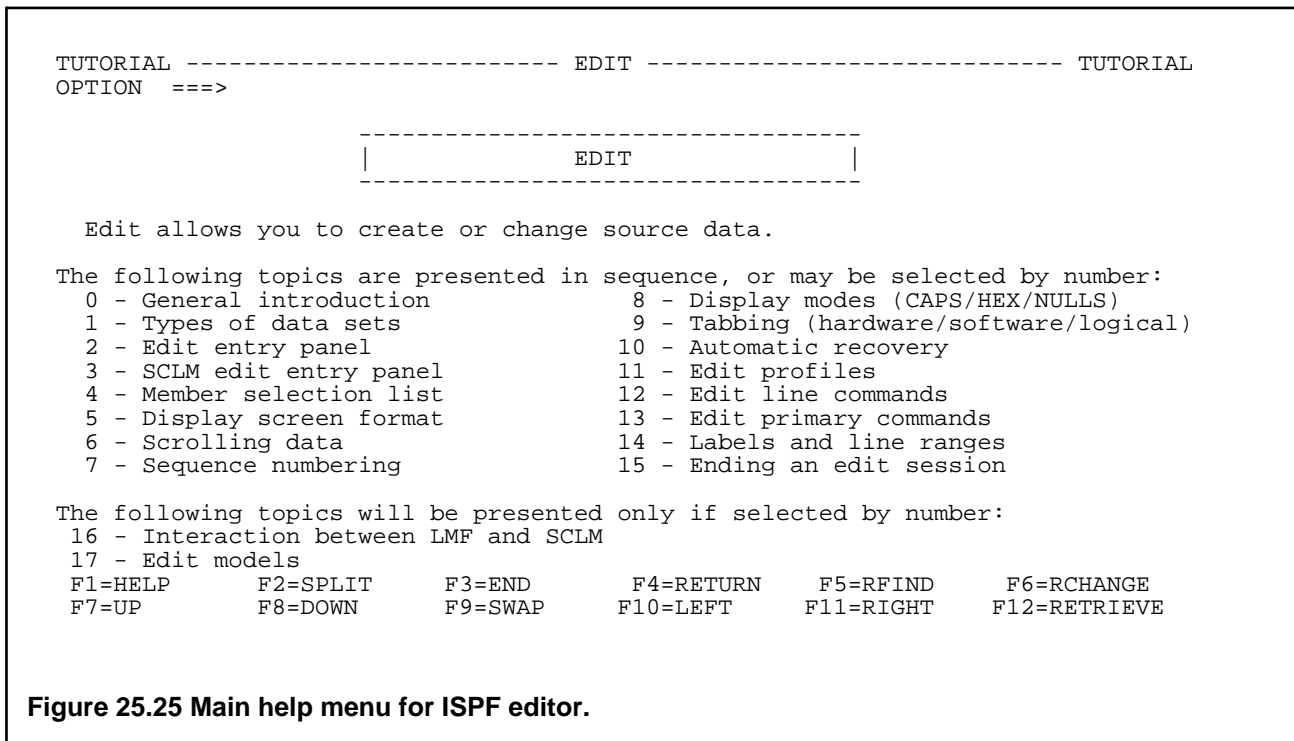 TUTORIAL -------------------------- EDIT ----------------------------- TUTORIAL
OPTION  ===>
-----------------------------------
|              EDIT              |
-----------------------------------
Edit allows you to create or change source data.
The following topics are presented in sequence, or may be selected by number:
0 - General introduction              8 - Display modes (CAPS/HEX/NULLS)
1 - Types of data sets                9 - Tabbing (hardware/software/logical)
2 - Edit entry panel                 10 - Automatic recovery
3 - SCLM edit entry panel            11 - Edit profiles
4 - Member selection list            12 - Edit line commands
5 - Display screen format            13 - Edit primary commands
6 - Scrolling data                   14 - Labels and line ranges
7 - Sequence numbering               15 - Ending an edit session
The following topics will be presented only if selected by number:
16 - Interaction between LMF and SCLM
17 - Edit models
F1=HELP      F2=SPLIT     F3=END       F4=RETURN    F5=RFIND     F6=RCHANGE
F7=UP        F8=DOWN      F9=SWAP     F10=LEFT     F11=RIGHT    F12=RETRIEVE
Figure 25.25 Main help menu for ISPF editor.